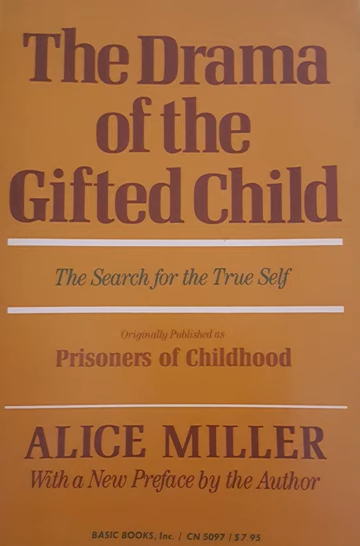 The Drama
of the
Gifted Child
The Search for the True Self
Originally Published as
Prisoners of Childhood
ALICE MILLER
With a New Preface by the Author
BASIC BOOKS, Inc. / CN 5097 / $7.95